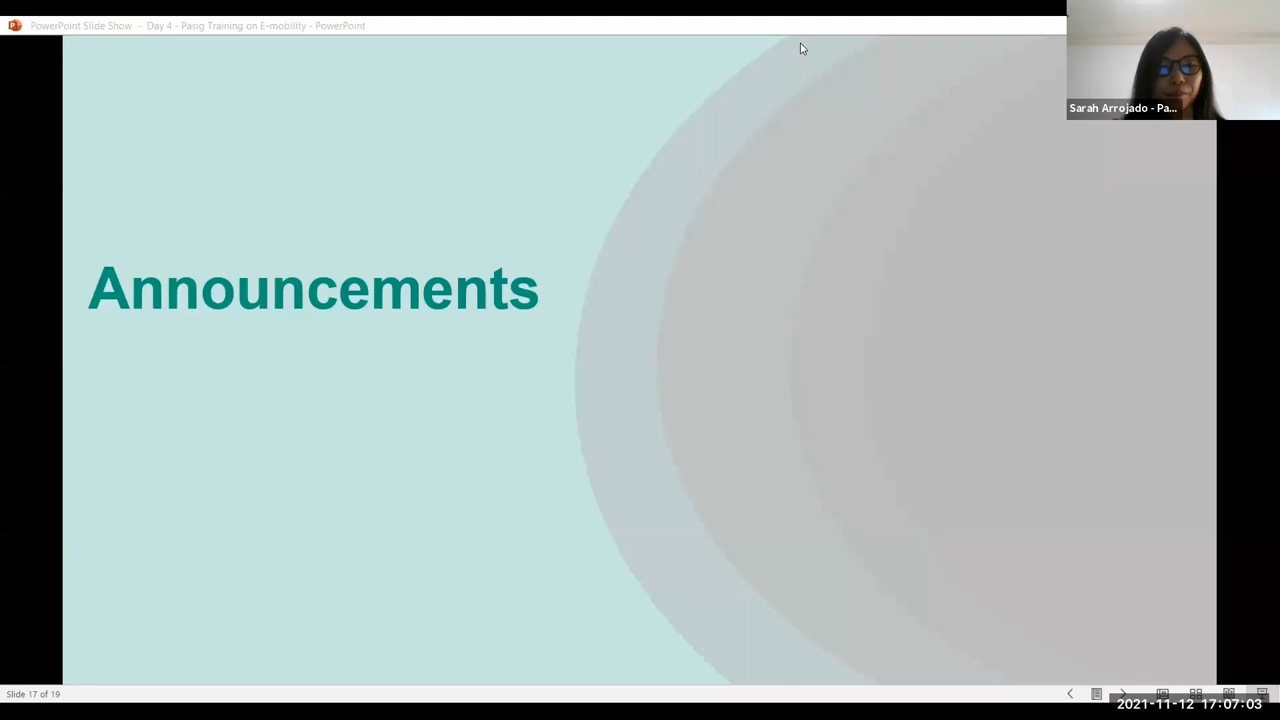 PowerPoint Slide Show - Day 4 - Pasig Training on E-mobility - PowerPoint
Sarah Arrojado - Pa...
Announcements
Slide 17 of 19
2021-11-12 17:07:03